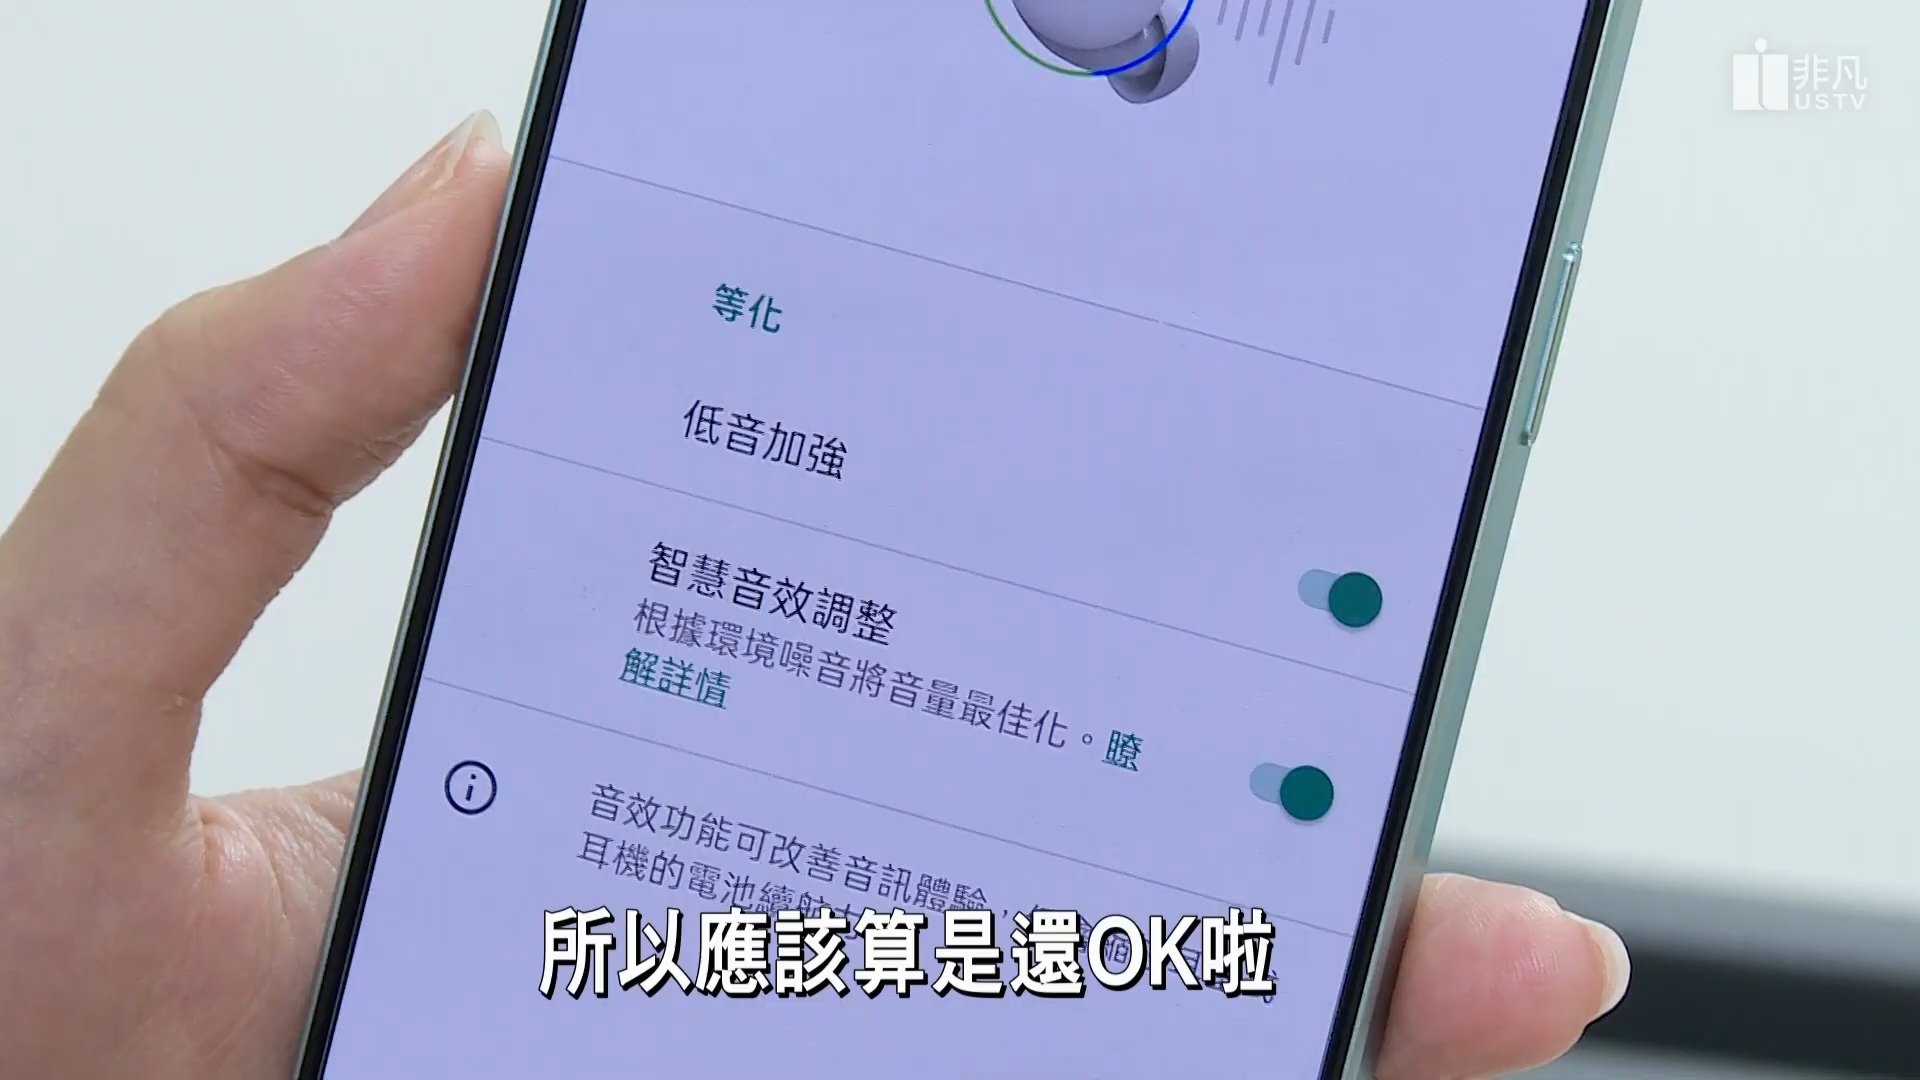 非凡
USTV
等化
低音加強
智慧音效調整
根據環境噪音將音量最佳化。瞭
解詳情
音效功能可改善音訊體驗,
耳機的電池續航
所以應該算是還OK啦